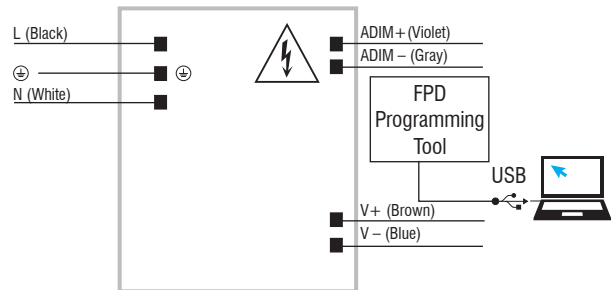 L (Black)
N (White)
ADIM+(Violet)
ADIM – (Gray)
FPD
Programming
Tool
USB
V+ (Brown)
V – (Blue)